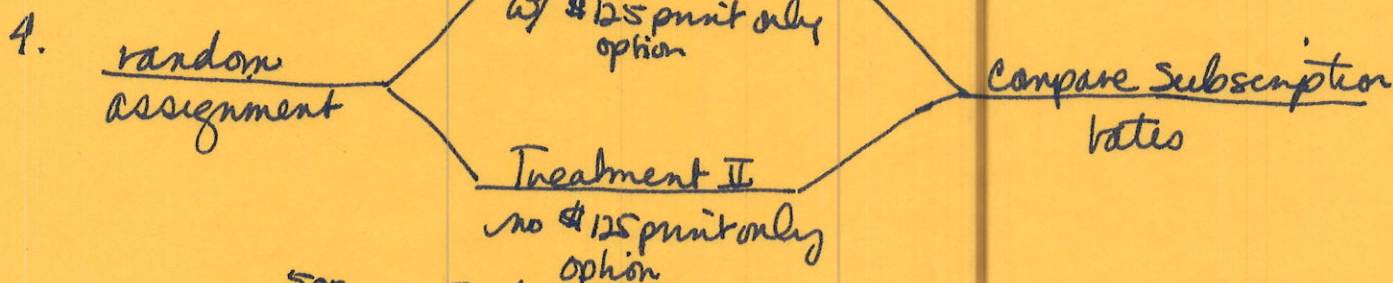 4.
w/ $125 print only
option
random
assignment
Compare Subscription
rates
Treatment II
no $125 print only
option